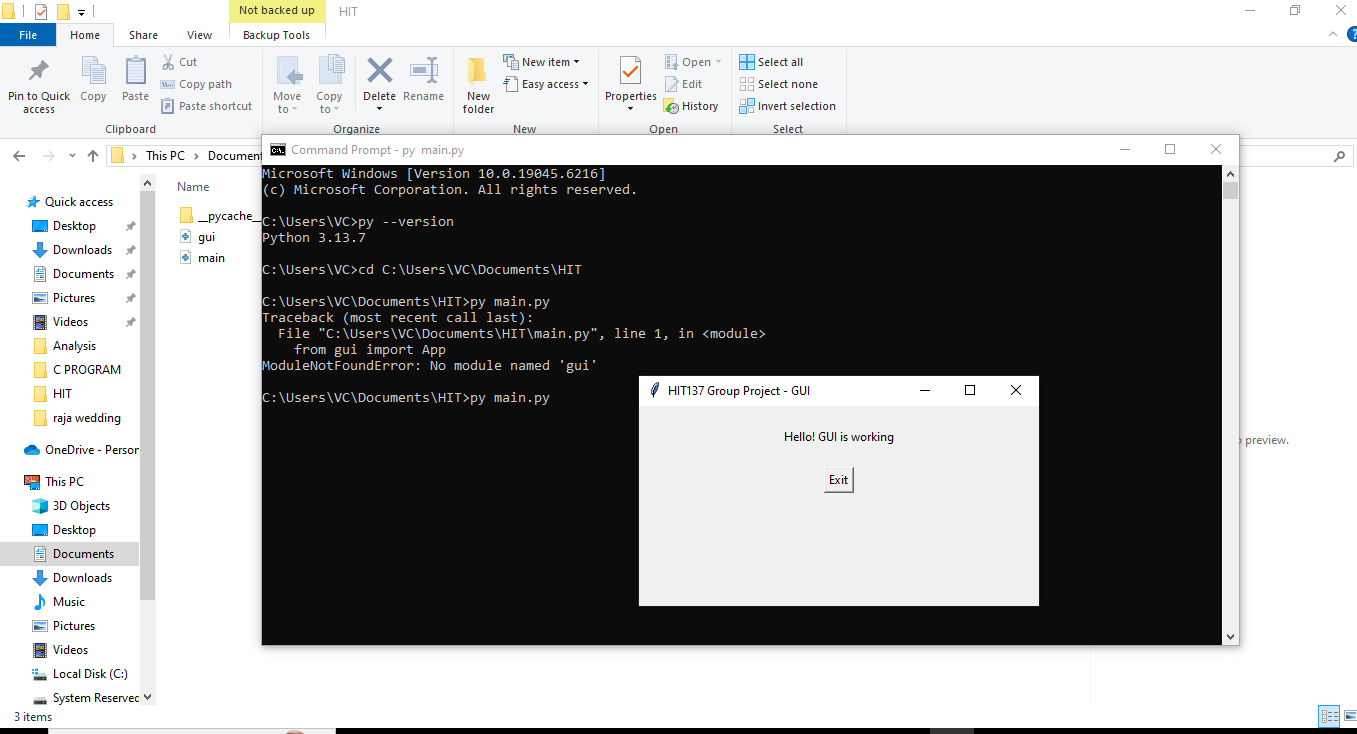 Not backed up
HIT
File
Home
Share
View
Backup Tools
Pin to Quick access
Copy
Paste
Cut
Copy path
Paste shortcut
Clipboard
Move to
Copy to
Delete
Rename
Organize
New folder
New item
Easy access
New
Properties
Open
Edit
History
Open
Select all
Select none
Invert selection
Select
This PC
Name
Quick access
Desktop
Downloads
Documents
Pictures
Videos
Analysis
C PROGRAM
HIT
raja wedding
This PC
3D Objects
Desktop
Documents
Downloads
Music
Pictures
Videos
Local Disk (C:)
__pycache__
gui
main
Command Prompt - py  main.py
Microsoft Windows [Version 10.0.19045.6216]
(c) Microsoft Corporation. All rights reserved.
C:\Users\VC>py --version
Python 3.13.7
C:\Users\VC>cd C:\Users\VC\Documents\HIT
C:\Users\VC\Documents\HIT>py main.py
Traceback (most recent call last):
  File "C:\Users\VC\Documents\HIT\main.py", line 1, in <module>
    from gui import App
ModuleNotFoundError: No module named 'gui'
C:\Users\VC\Documents\HIT>py main.py
HIT137 Group Project - GUI
Hello! GUI is working
Exit
preview.
OneDrive -
System Reserved
3 items